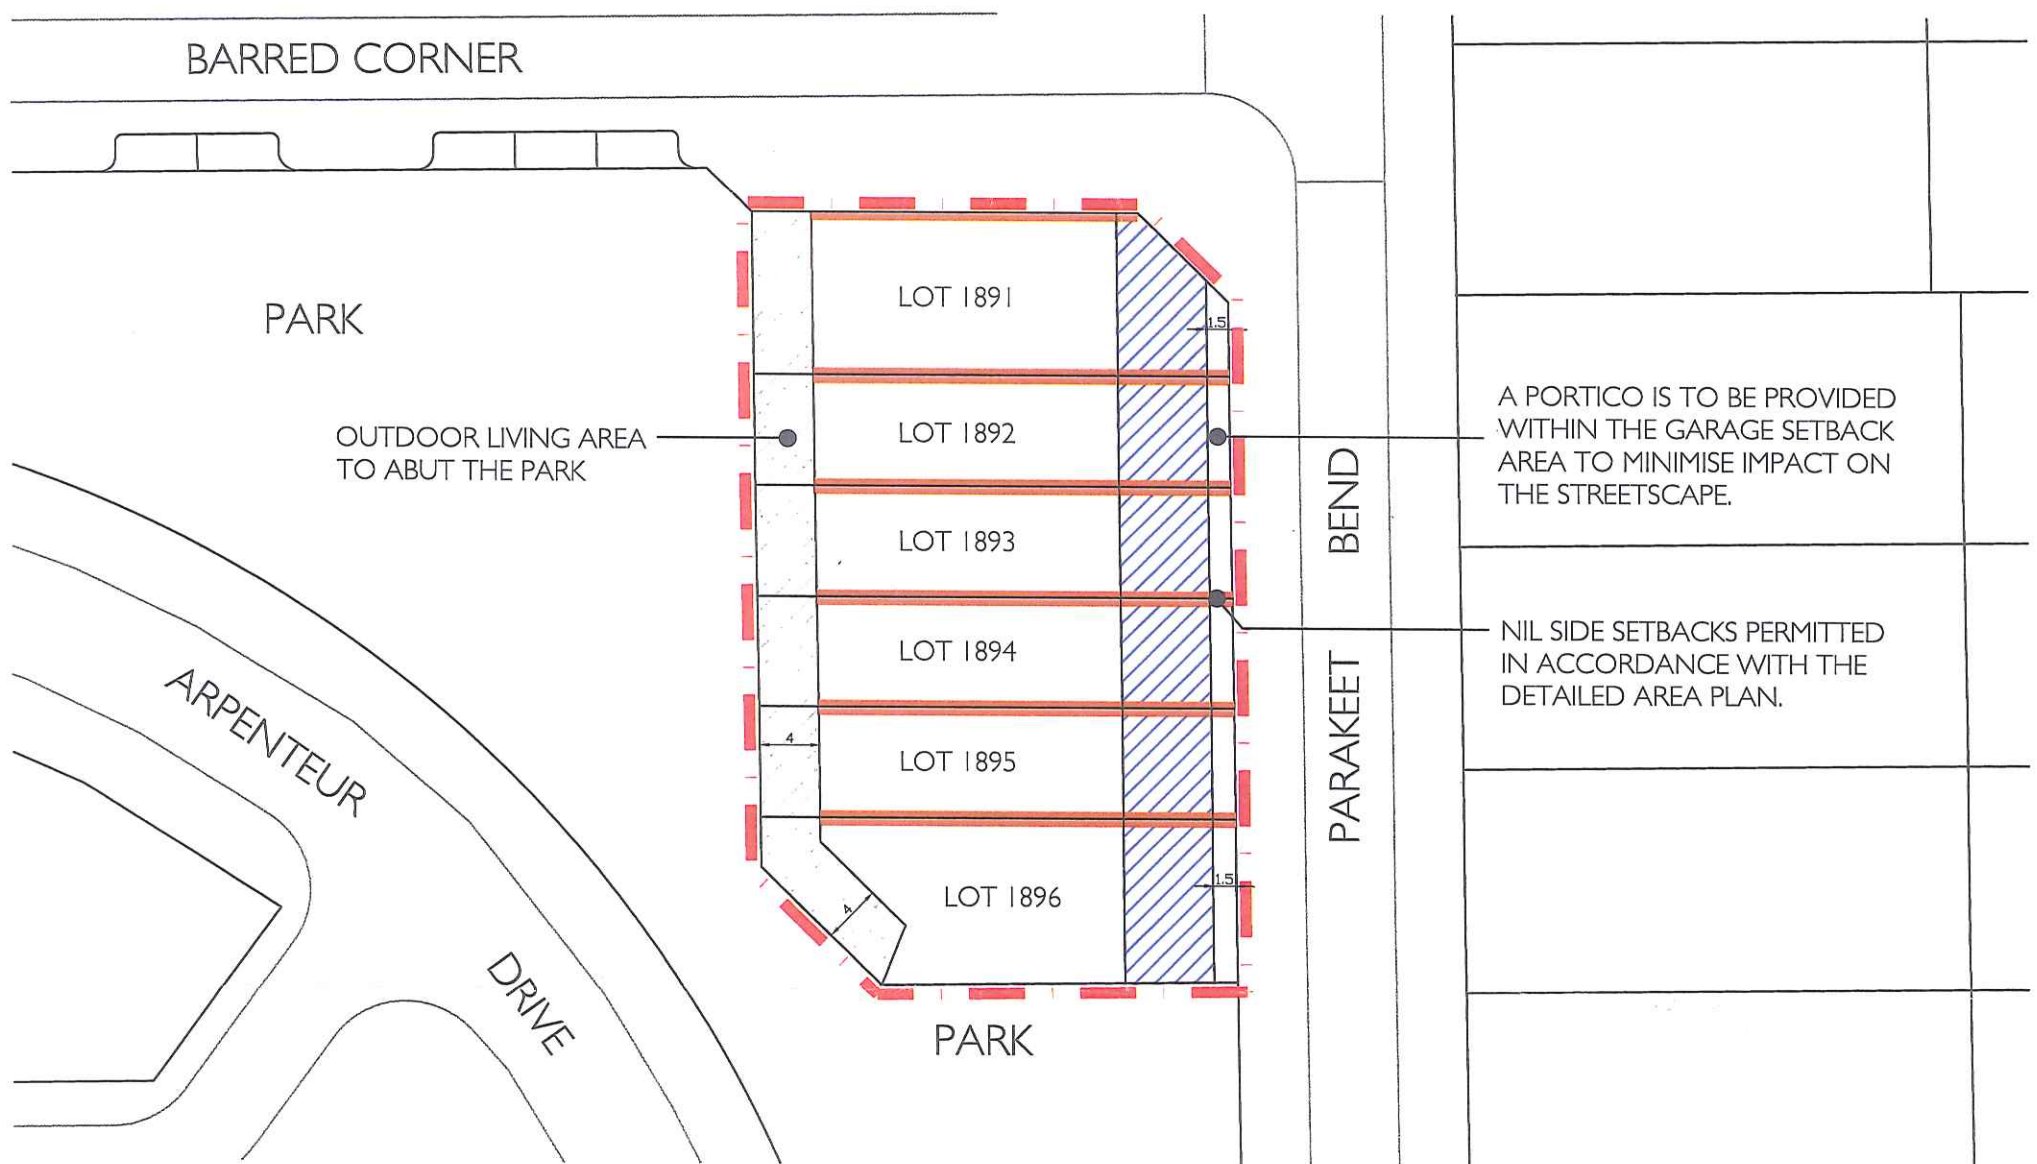 BARRED CORNER
PARK
LOT 1891
1.5
OUTDOOR LIVING AREA
TO ABUT THE PARK
LOT 1892
A PORTICO IS TO BE PROVIDED
WITHIN THE GARAGE SETBACK
AREA TO MINIMISE IMPACT ON
THE STREETSCAPE.
LOT 1893
LOT 1894
NIL SIDE SETBACKS PERMITTED
IN ACCORDANCE WITH THE
DETAILED AREA PLAN.
PARAKEET BEND
ARPENTEUR DRIVE
4
LOT 1895
4
LOT 1896
1.5
PARK